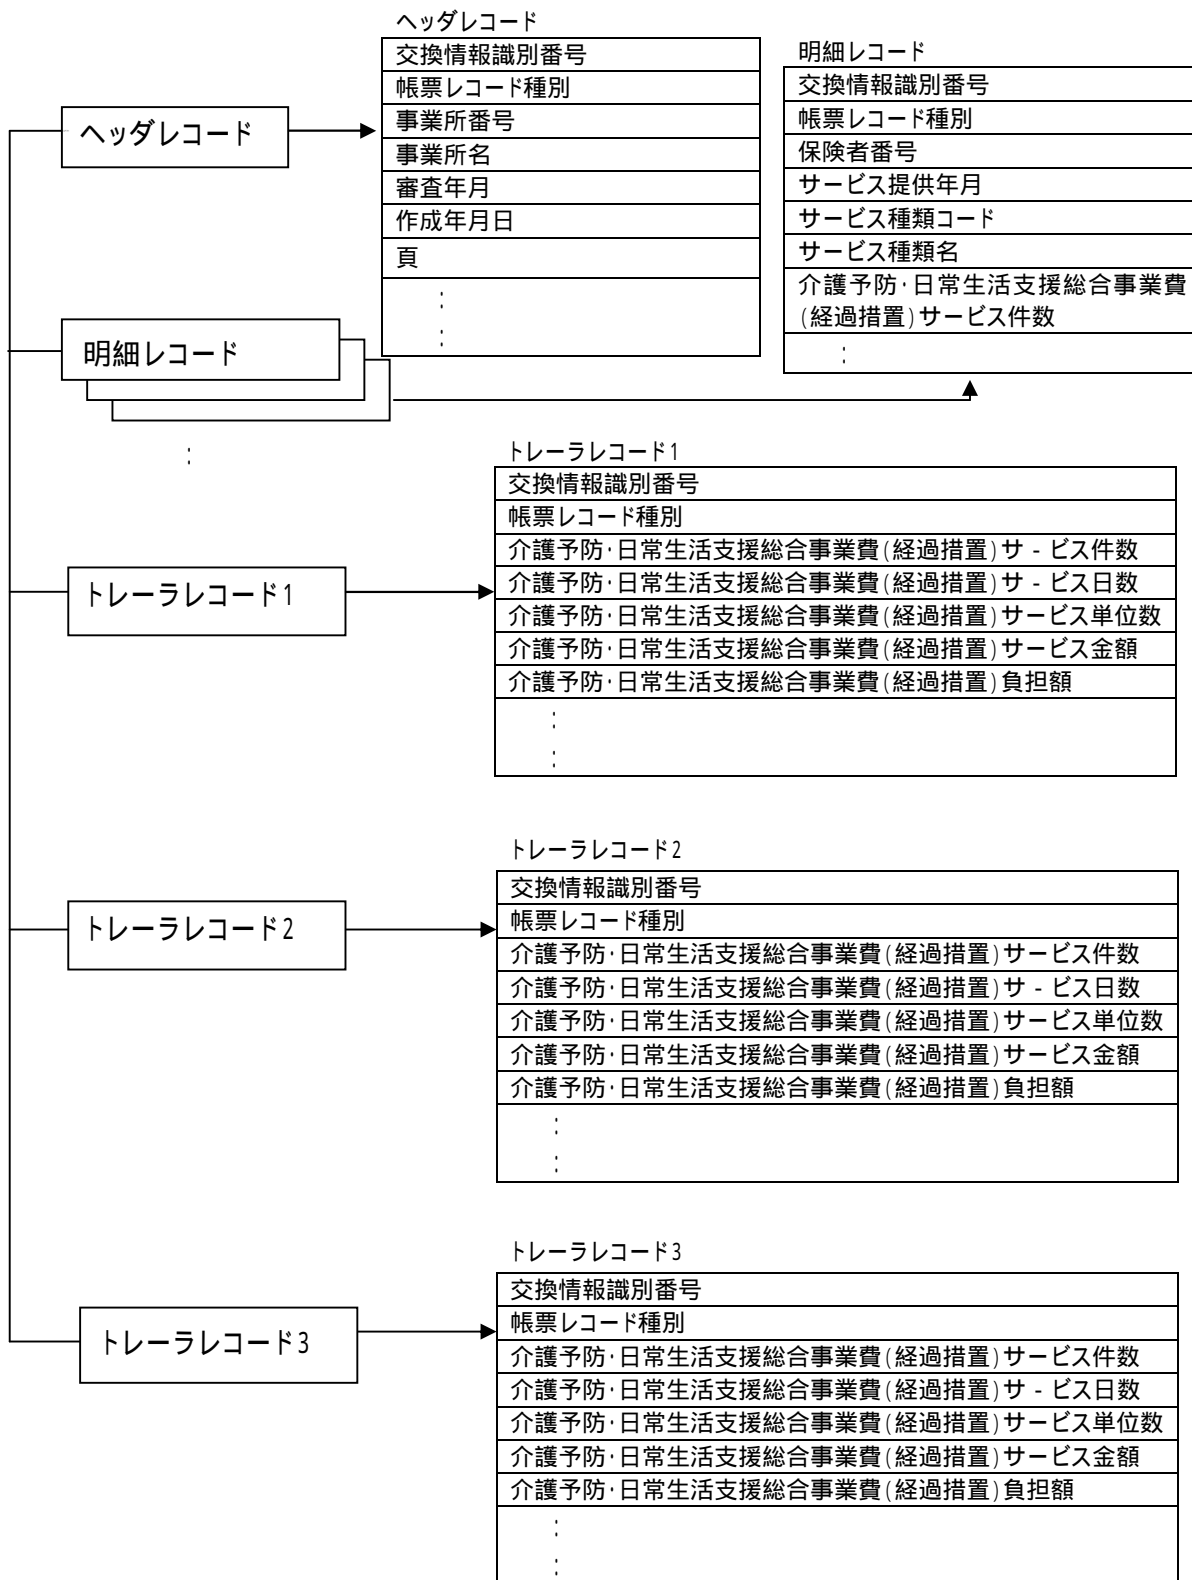 ヘッダレコード
交換情報識別番号
帳票レコード種別
事業所番号
事業所名
審査年月
作成年月日
頁
:
:
明細レコード
交換情報識別番号
帳票レコード種別
保険者番号
サービス提供年月
サービス種類コード
サービス種類名
介護予防・日常生活支援総合事業費
(経過措置)サービス件数
:
ヘッダレコード
明細レコード
:
トレーラレコード1
トレーラレコード1
交換情報識別番号
帳票レコード種別
介護予防・日常生活支援総合事業費(経過措置)サ-ビス件数
介護予防・日常生活支援総合事業費(経過措置)サ-ビス日数
介護予防・日常生活支援総合事業費(経過措置)サービス単位数
介護予防・日常生活支援総合事業費(経過措置)サービス金額
介護予防・日常生活支援総合事業費(経過措置)負担額
:
:
トレーラレコード2
トレーラレコード2
交換情報識別番号
帳票レコード種別
介護予防・日常生活支援総合事業費(経過措置)サービス件数
介護予防・日常生活支援総合事業費(経過措置)サ-ビス日数
介護予防・日常生活支援総合事業費(経過措置)サービス単位数
介護予防・日常生活支援総合事業費(経過措置)サービス金額
介護予防・日常生活支援総合事業費(経過措置)負担額
:
:
トレーラレコード3
トレーラレコード3
交換情報識別番号
帳票レコード種別
介護予防・日常生活支援総合事業費(経過措置)サービス件数
介護予防・日常生活支援総合事業費(経過措置)サ-ビス日数
介護予防・日常生活支援総合事業費(経過措置)サービス単位数
介護予防・日常生活支援総合事業費(経過措置)サービス金額
介護予防・日常生活支援総合事業費(経過措置)負担額
:
: